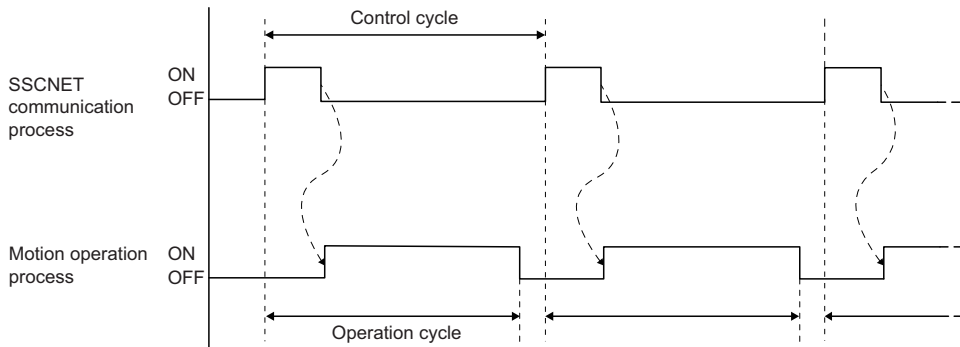 Control cycle
SSCNET
communication
process
ON
OFF
Motion operation
process
ON
OFF
Operation cycle